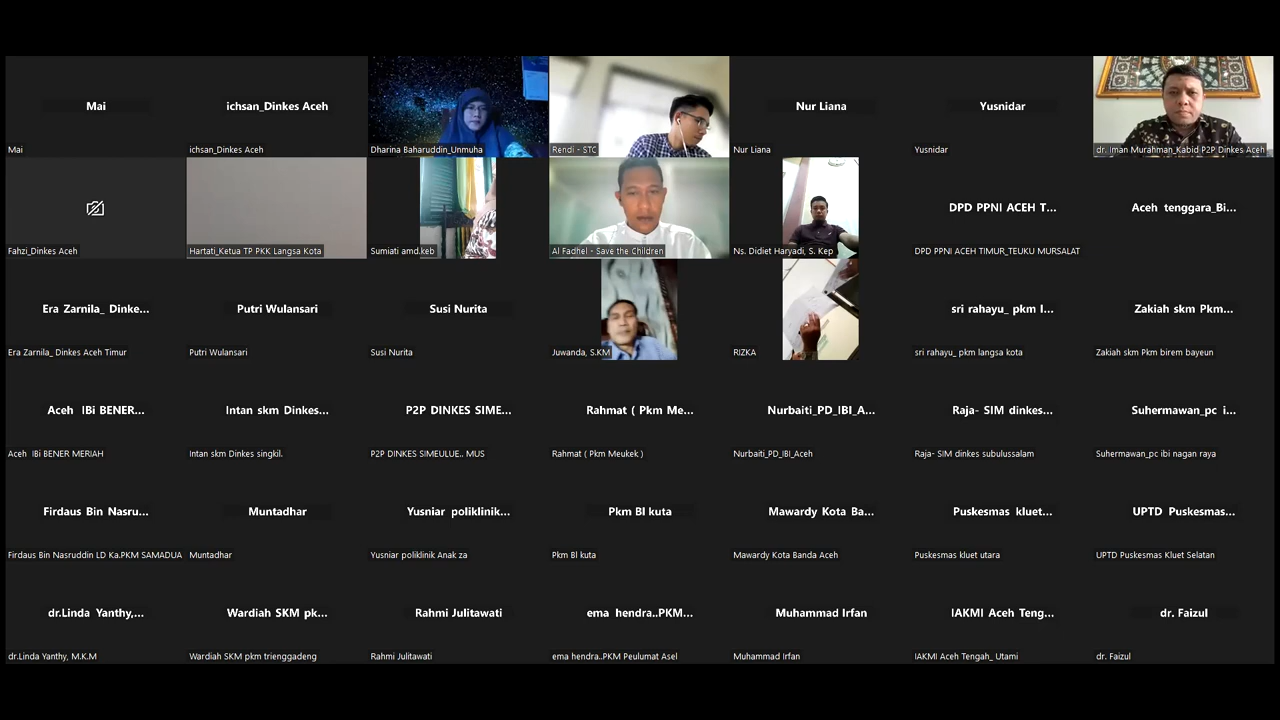 Mai
ichsan_Dinkes Aceh
Nur Liana
Yusnidar
Mai
ichsan_Dinkes Aceh
Dharina Baharuddin_Unmuha
Rendi - STC
Nur Liana
Yusnidar
dr. Iman Murahman_Kabid P2P Dinkes Aceh
DPD PPNI ACEH T...
Aceh tenggara_Bi...
Fahzi_Dinkes Aceh
Hartati_Ketua TP PKK Langsa Kota
Sumiati amd.keb
Al Fadhel - Save the Children
Ns. Didiet Haryadi, S. Kep
DPD PPNI ACEH TIMUR_TEUKU MURSALAT
Era Zarnila_ Dinke...
Putri Wulansari
Susi Nurita
sri rahayu_ pkm l...
Zakiah skm Pkm...
Era Zarnila_ Dinkes Aceh Timur
Putri Wulansari
Susi Nurita
Juwanda, S.KM
RIZKA
sri rahayu_ pkm langsa kota
Zakiah skm Pkm birem bayeun
Aceh IBi BENER...
Intan skm Dinkes...
P2P DINKES SIME...
Rahmat ( Pkm Me...
Nurbaiti_PD_IBI_A...
Raja- SIM dinkes...
Suhermawan_pc i...
Aceh IBi BENER MERIAH
Intan skm Dinkes singkil.
P2P DINKES SIMEULUE.. MUS
Rahmat ( Pkm Meukek )
Nurbaiti_PD_IBI_Aceh
Raja- SIM dinkes subulussalam
Suhermawan_pc ibi nagan raya
Firdaus Bin Nasru...
Muntadhar
Yusniar poliklinik...
Pkm Bl kuta
Mawardy Kota Ba...
Puskesmas kluet...
UPTD Puskesmas...
Firdaus Bin Nasruddin LD Ka.PKM SAMADUA
Muntadhar
Yusniar poliklinik Anak za
Pkm Bl kuta
Mawardy Kota Banda Aceh
Puskesmas kluet utara
UPTD Puskesmas Kluet Selatan
dr.Linda Yanthy,...
Wardiah SKM pk...
Rahmi Julitawati
ema hendra..PKM...
Muhammad Irfan
IAKMI Aceh Teng...
dr. Faizul
dr.Linda Yanthy, M.K.M
Wardiah SKM pkm trienggadeng
Rahmi Julitawati
ema hendra..PKM Peulumat Asel
Muhammad Irfan
IAKMI Aceh Tengah_ Utami
dr. Faizul